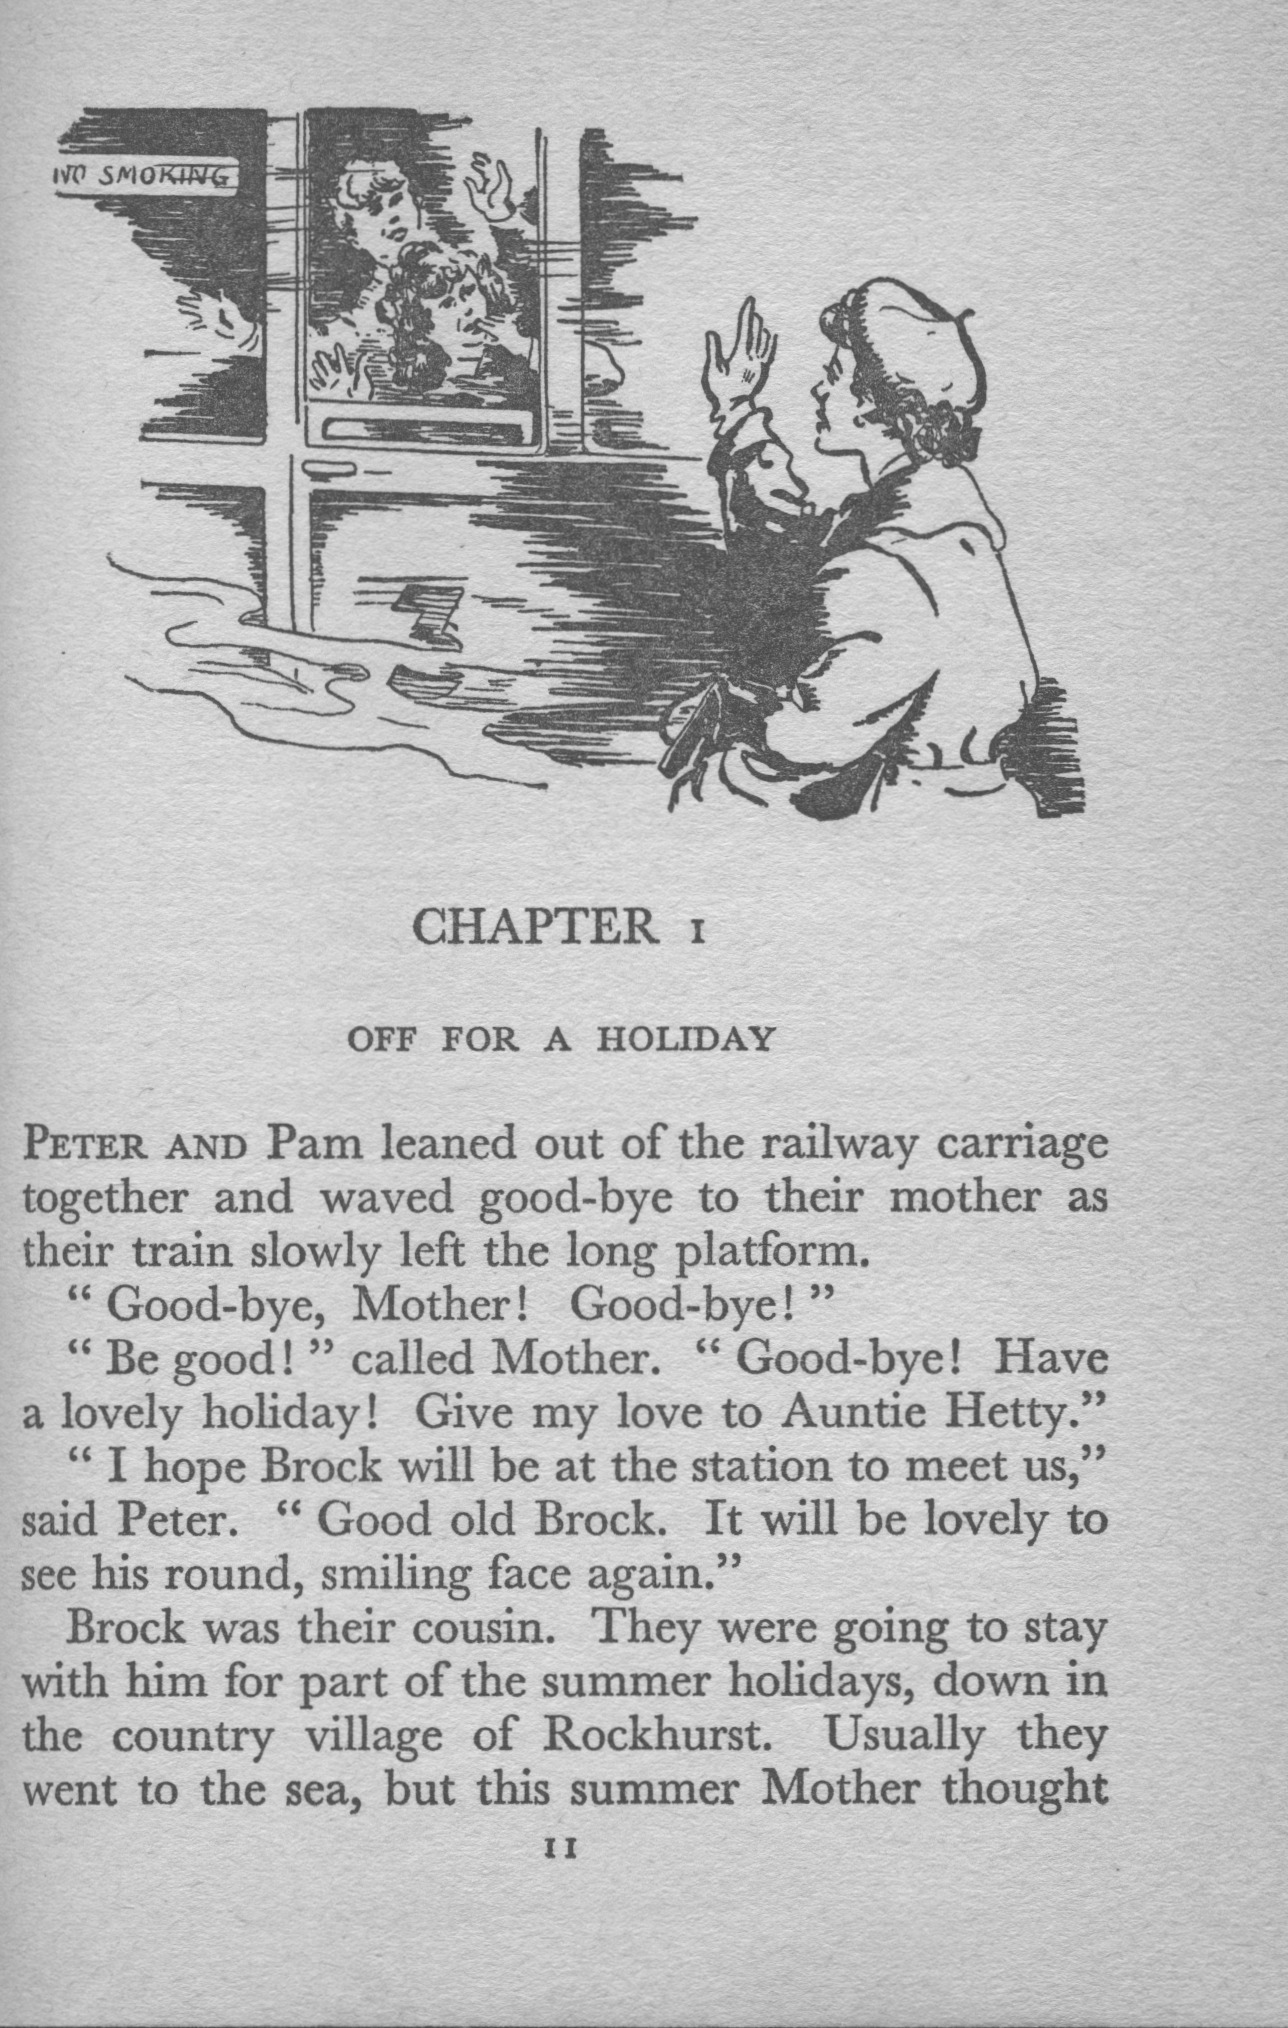 NO SMOKING
CHAPTER 1
OFF FOR A HOLIDAY
PETER AND Pam leaned out of the railway carriage
together and waved good-bye to their mother as
their train slowly left the long platform.
“ Good-bye, Mother! Good-bye! ”
“ Be good! ” called Mother. “ Good-bye! Have
a lovely holiday! Give my love to Auntie Hetty.”
“ I hope Brock will be at the station to meet us,”
said Peter. “ Good old Brock. It will be lovely to
see his round, smiling face again.”
Brock was their cousin. They were going to stay
with him for part of the summer holidays, down in
the country village of Rockhurst. Usually they
went to the sea, but this summer Mother thought
11